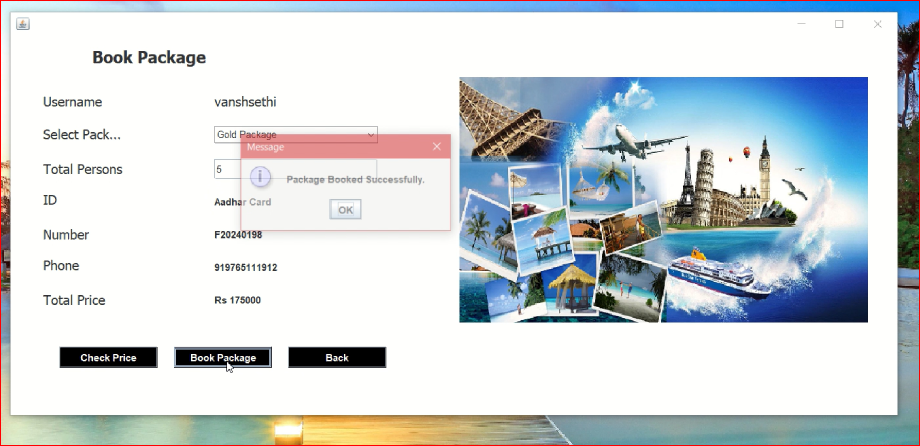 Book Package
Username vanshsethi
Select Pack... Gold Package
Message
Total Persons 5
Package Booked Successfully.
ID Aadhar Card
OK
Number F20240198
Phone 919765111912
Total Price Rs 175000
Check Price Book Package Back